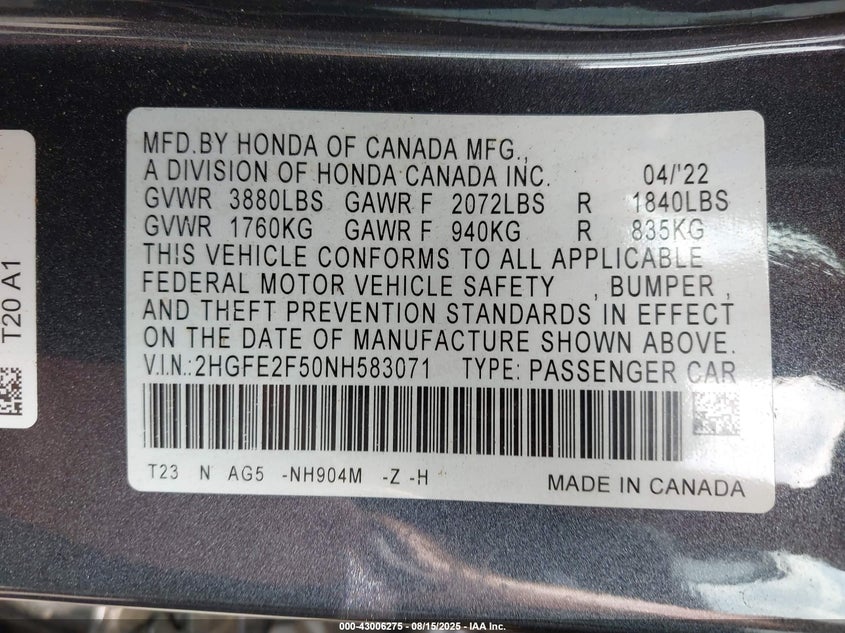 T20 A1
MFD.BY HONDA OF CANADA MFG.,
A DIVISION OF HONDA CANADA INC. 04/'22
GVWR 3880LBS GAWR F 2072LBS R 1840LBS
GVWR 1760KG GAWR F 940KG R 835KG
THIS VEHICLE CONFORMS TO ALL APPLICABLE
FEDERAL MOTOR VEHICLE SAFETY , BUMPER ,
AND THEFT PREVENTION STANDARDS IN EFFECT
ON THE DATE OF MANUFACTURE SHOWN ABOVE.
V.I.N.:2HGFE2F50NH583071 TYPE: PASSENGER CAR
T23 N AG5 -NH904M -Z -H MADE IN CANADA
000-43006275 - 08/15/2025 - IAA Inc.